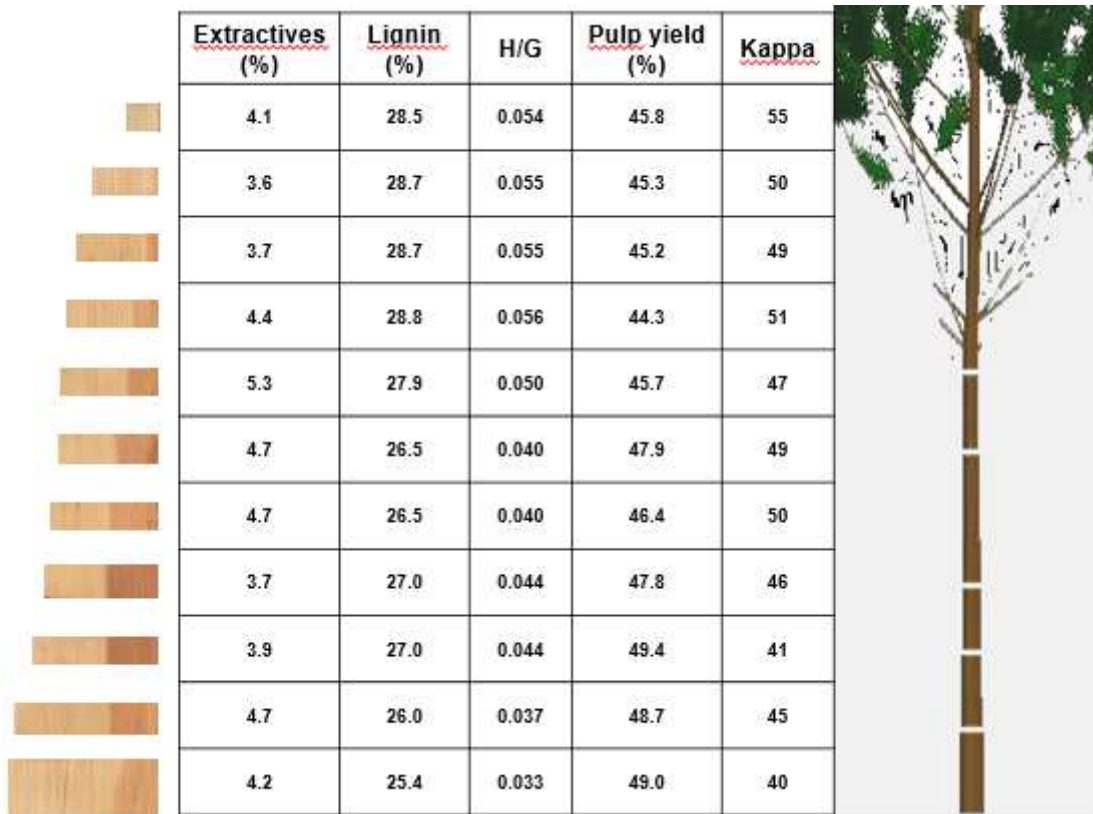 Extractives (%) Lignin (%) H/G Pulp yield (%) Kappa
4.1 28.5 0.054 45.8 55
3.6 28.7 0.055 45.3 50
3.7 28.7 0.055 45.2 49
4.4 28.8 0.056 44.3 51
5.3 27.9 0.050 45.7 47
4.7 26.5 0.040 47.9 49
4.7 26.5 0.040 46.4 50
3.7 27.0 0.044 47.8 46
3.9 27.0 0.044 49.4 41
4.7 26.0 0.037 48.7 45
4.2 25.4 0.033 49.0 40